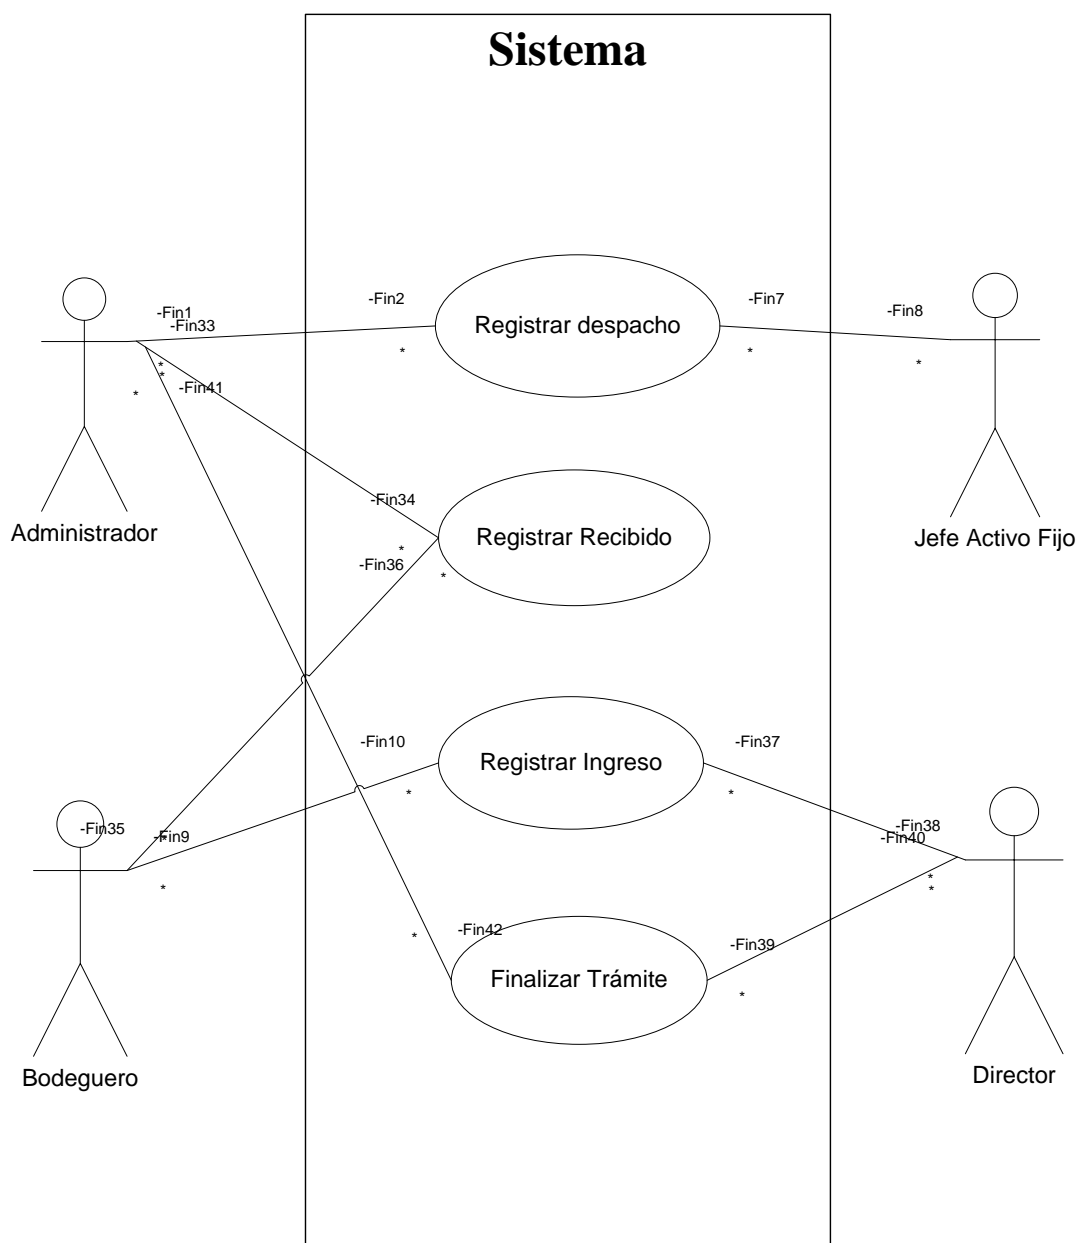 Sistema
-Fin1
-Fin2
-Fin7
-Fin8
-Fin33
Registrar despacho
*
*
*
*
*
*
-Fin41
-Fin34
Administrador
Registrar Recibido
Jefe Activo Fijo
*
-Fin36
*
-Fin10
-Fin37
Registrar Ingreso
*
*
-Fin35
*
-Fin9
-Fin38
-Fin40
*
*
*
-Fin42
*
-Fin39
Finalizar Trámite
*
Bodeguero
Director